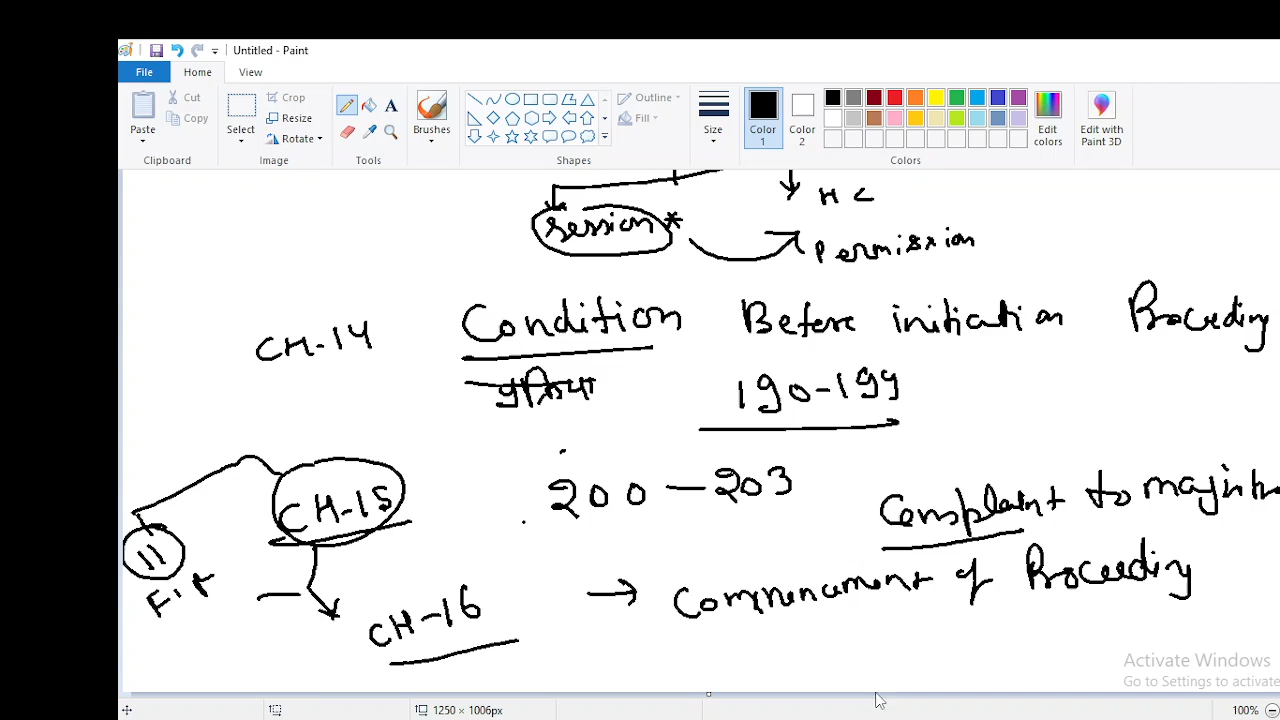 Untitled - Paint
File Home View
Cut
Copy
Paste
Clipboard
Crop
Resize
Rotate
Select
Image
Tools
Brushes
Shapes
Outline
Fill
Size
Color 1
Color 2
Colors
Edit colors
Edit with Paint 3D
H C
session*
Permission
CH-14 Condition Before initiation Proceeding
190-199
CH-15 200 - 203 Complaint to
11
FIR
CH-16 → Commencement of Proceeding
Activate Windows
Go to Settings to activate
1250 × 1006px
100%